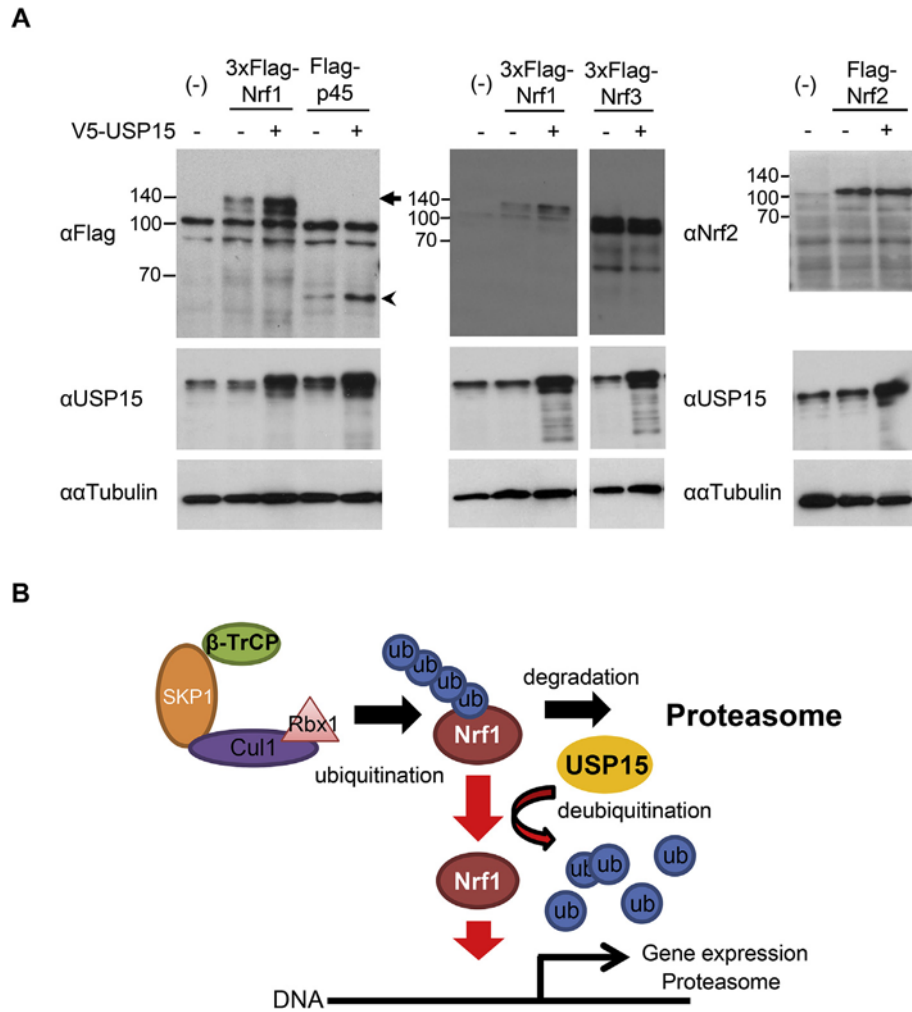 A
(-)
3xFlag-
Nrf1
Flag-
p45
(-)
3xFlag-
Nrf1
3xFlag-
Nrf3
(-)
Flag-
Nrf2
V5-USP15
- - + - +
- - + - +
- - +
αFlag
140
100
70
140
100
70
αNrf2
140
100
70
αUSP15
αUSP15
ααTubulin
ααTubulin
B
β-TrCP
SKP1
Rbx1
Cul1
ubiquitination
ub
ub
ub
ub
Nrf1
degradation
Proteasome
USP15
deubiquitination
Nrf1
ub
ub
ub
ub
ub
Gene expression
Proteasome
DNA